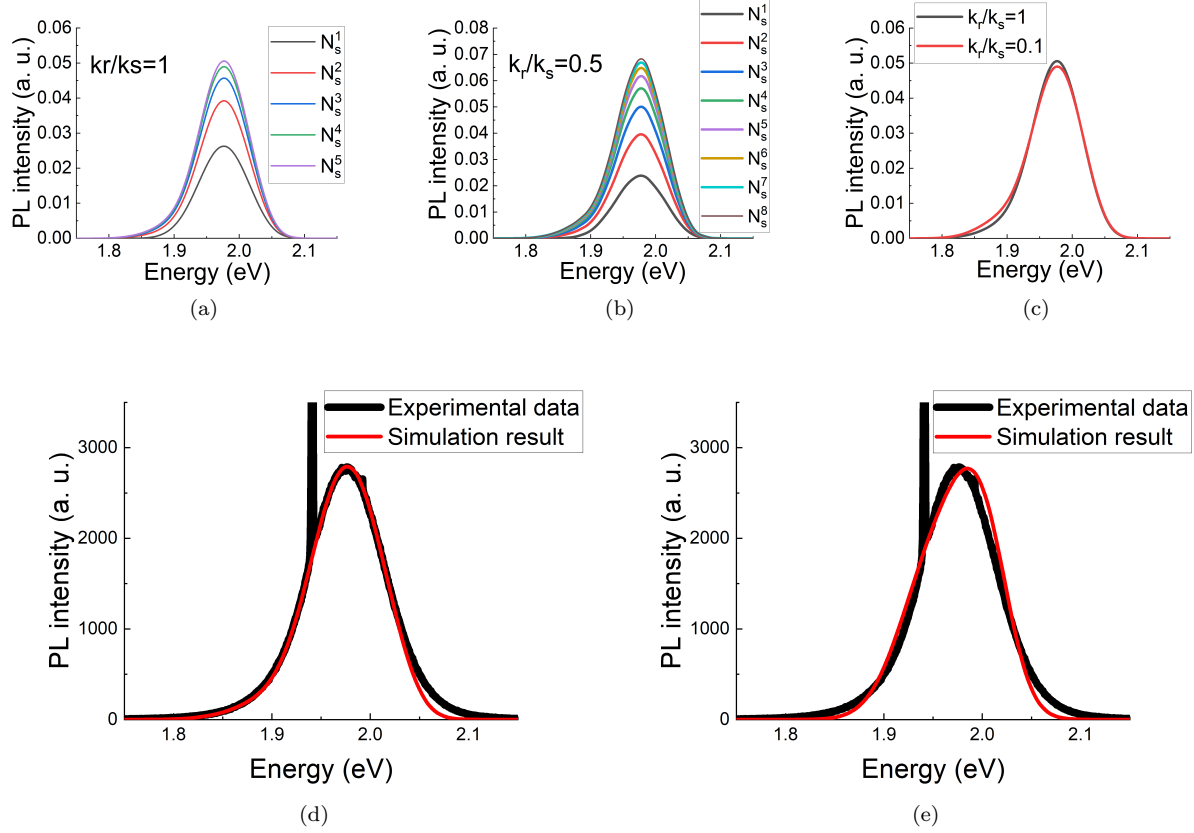 kr/ks=1
N_s^1
N_s^2
N_s^3
N_s^4
N_s^5
PL intensity (a. u.)
0.06
0.05
0.04
0.03
0.02
0.01
0.00
1.8 1.9 2.0 2.1
Energy (eV)
(a)
k_r/k_s=0.5
N_s^1
N_s^2
N_s^3
N_s^4
N_s^5
N_s^6
N_s^7
N_s^8
PL intensity (a. u.)
0.08
0.07
0.06
0.05
0.04
0.03
0.02
0.01
0.00
1.8 1.9 2.0 2.1
Energy (eV)
(b)
k_r/k_s=1
k_r/k_s=0.1
PL intensity (a. u.)
0.06
0.05
0.04
0.03
0.02
0.01
0.00
1.8 1.9 2.0 2.1
Energy (eV)
(c)
Experimental data
Simulation result
PL intensity (a. u.)
3000
2000
1000
0
1.8 1.9 2.0 2.1
Energy (eV)
(d)
Experimental data
Simulation result
PL intensity (a. u.)
3000
2000
1000
0
1.8 1.9 2.0 2.1
Energy (eV)
(e)